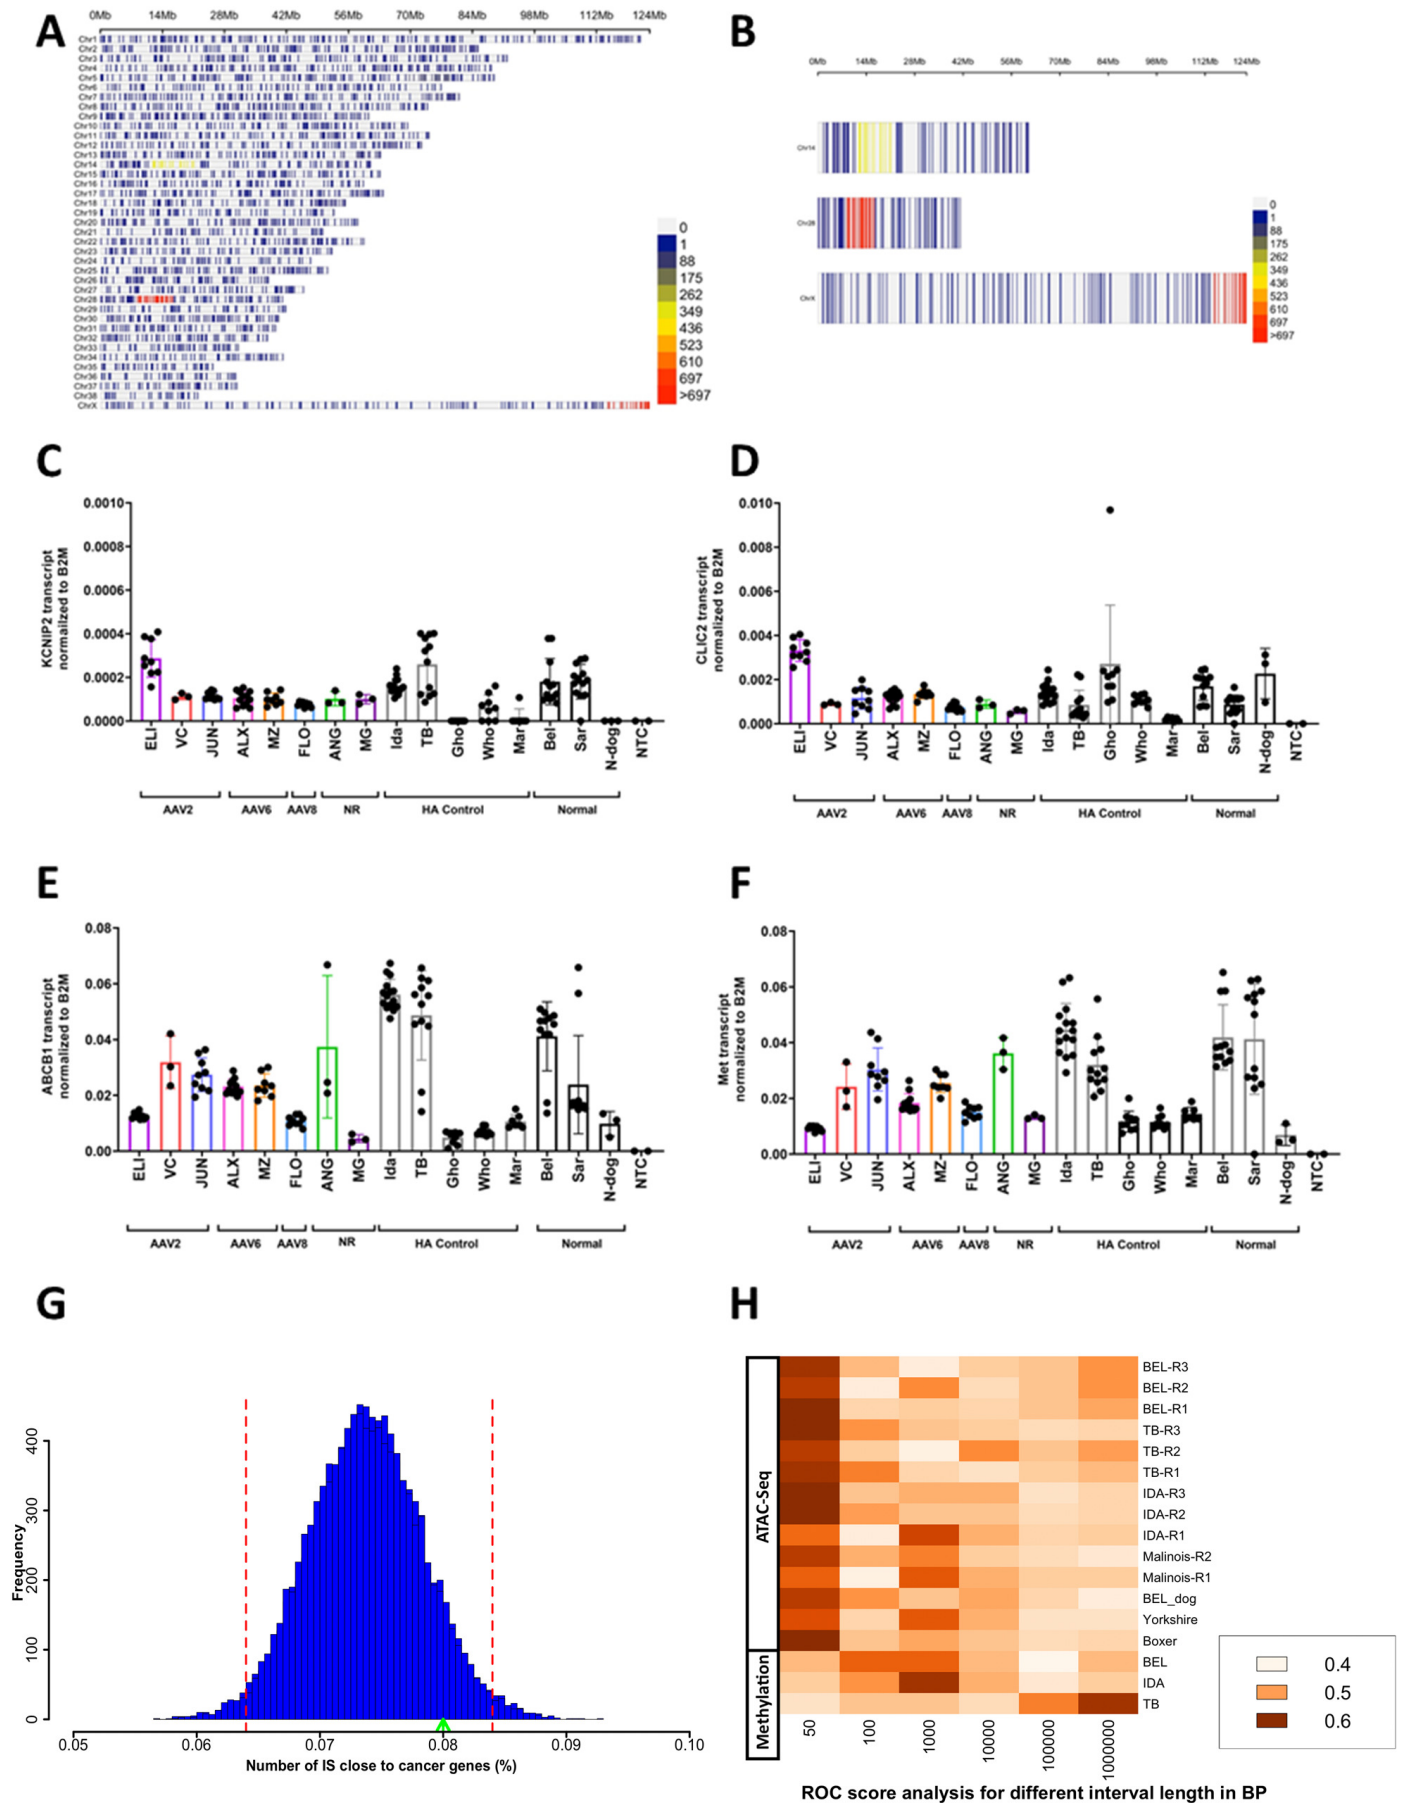 A
0Mb 14Mb 28Mb 42Mb 56Mb 70Mb 84Mb 98Mb 112Mb 124Mb
Chr1
Chr2
Chr3
Chr4
Chr5
Chr6
Chr7
Chr8
Chr9
Chr10
Chr11
Chr12
Chr13
Chr14
Chr15
Chr16
Chr17
Chr18
Chr19
Chr20
Chr21
Chr22
Chr23
Chr24
Chr25
Chr26
Chr27
Chr28
Chr29
Chr30
Chr31
Chr32
Chr33
Chr34
Chr35
Chr36
Chr37
Chr38
ChrX
0
1
88
175
262
349
436
523
610
697
>697
B
0Mb 14Mb 28Mb 42Mb 56Mb 70Mb 84Mb 98Mb 112Mb 124Mb
Chr14
Chr28
ChrX
0
1
88
175
262
349
436
523
610
697
>697
C
KCNIP2 transcript
normailzed to B2M
0.0010
0.0008
0.0006
0.0004
0.0002
0.0000
ELI VC JUN ALX MZ FLO ANG MG Ida TB Gho Who Mar Bel Sar N-dog NTC
AAV2 AAV6 AAV8 NR HA Control Normal
D
CLIC2 transcript
normalized to B2M
0.010
0.008
0.006
0.004
0.002
0.000
ELI VC JUN ALX MZ FLO ANG MG Ida TB Gho Who Mar Bel Sar N-dog NTC
AAV2 AAV6 AAV8 NR HA Control Normal
E
ABCB1 transcript
normalized to B2M
0.08
0.06
0.04
0.02
0.00
ELI VC JUN ALX MZ FLO ANG MG Ida TB Gho Who Mar Bel Sar N-dog NTC
AAV2 AAV6 AAV8 NR HA Control Normal
F
Met transcript
normalized to B2M
0.08
0.06
0.04
0.02
0.00
ELI VC JUN ALX MZ FLO ANG MG Ida TB Gho Who Mar Bel Sar N-dog NTC
AAV2 AAV6 AAV8 NR HA Control Normal
G
Frequency
400
300
200
100
0
0.05 0.06 0.07 0.08 0.09 0.10
Number of IS close to cancer genes (%)
H
ATAC-Seq
Methylation
BEL-R3
BEL-R2
BEL-R1
TB-R3
TB-R2
TB-R1
IDA-R3
IDA-R2
IDA-R1
Malinois-R2
Malinois-R1
BEL_dog
Yorkshire
Boxer
BEL
IDA
TB
50 100 1000 10000 100000 1000000
0.4
0.5
0.6
ROC score analysis for different interval length in BP